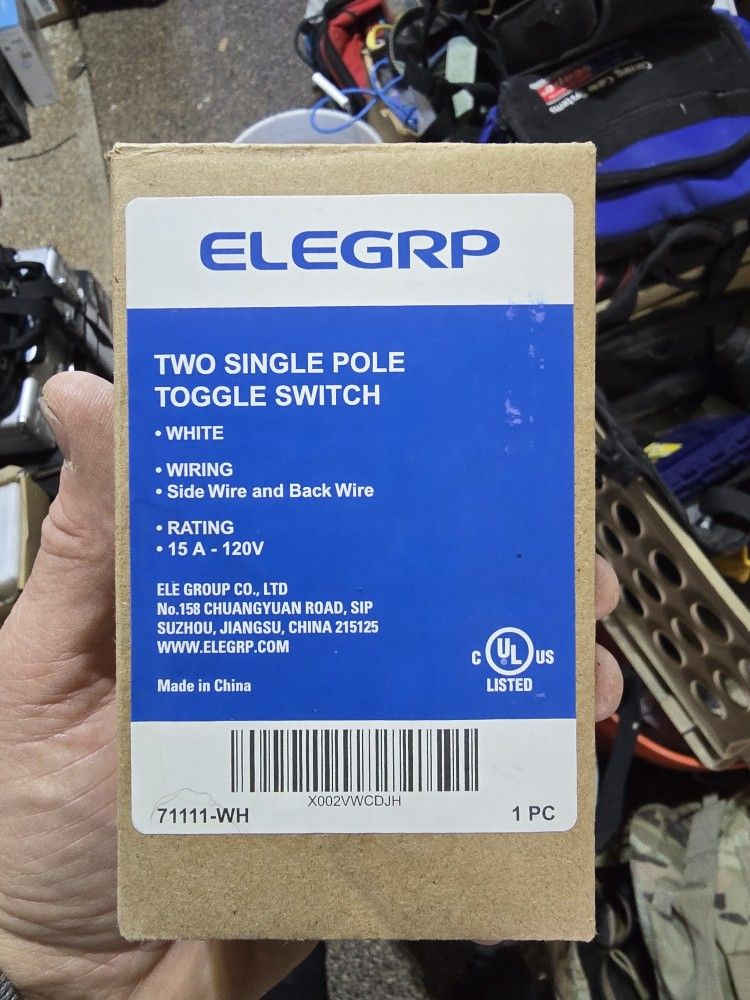 ELEGRP
TWO SINGLE POLE
TOGGLE SWITCH
• WHITE
• WIRING
• Side Wire and Back Wire
• RATING
• 15 A - 120V
ELE GROUP CO., LTD
No.158 CHUANGYUAN ROAD, SIP
SUZHOU, JIANGSU, CHINA 215125
WWW.ELEGRP.COM
C UL ® US
LISTED
Made in China
X002VWCDJH
71111-WH
1 PC